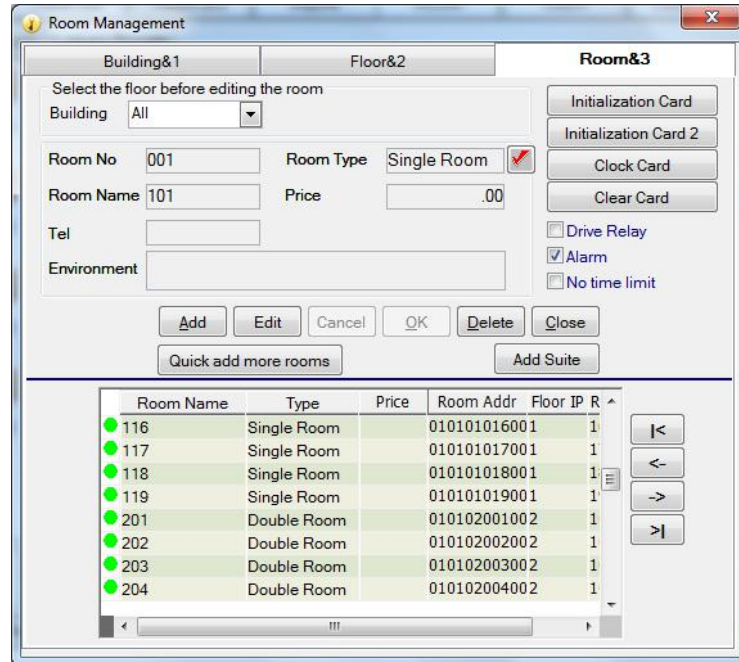 Room Management
Building&1 Floor&2 Room&3
Select the floor before editing the room
Building All
Initialization Card
Initialization Card 2
Room No 001 Room Type Single Room
Clock Card
Room Name 101 Price .00
Clear Card
Tel
Drive Relay
Alarm
Environment
No time limit
Add Edit Cancel OK Delete Close
Quick add more rooms Add Suite
Room Name Type Price Room Addr Floor IP R
116 Single Room 010101016001
117 Single Room 010101017001
118 Single Room 010101018001
119 Single Room 010101019001
201 Double Room 010102001002
202 Double Room 010102002002
203 Double Room 010102003002
204 Double Room 010102004002
|<
<-
->
>|